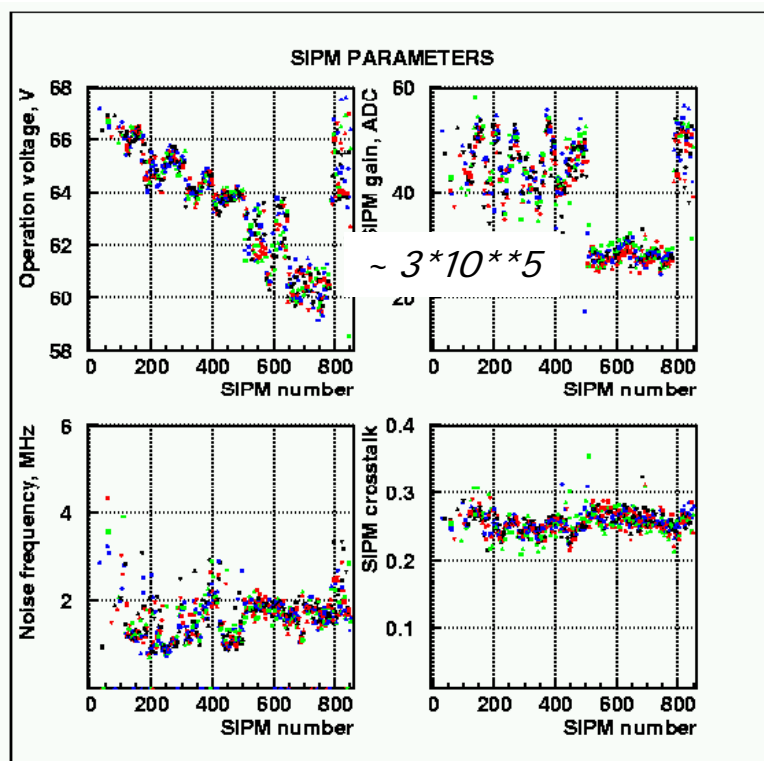 SIPM PARAMETERS
Operation voltage, V
68
66
64
62
60
58
0 200 400 600 800
SIPM number
SIPM gain, ADC
60
40
20
0 200 400 600 800
SIPM number
~ 3*10**5
Noise frequency, MHz
6
4
2
0 200 400 600 800
SIPM number
SIPM crosstalk
0.4
0.3
0.2
0.1
0 200 400 600 800
SIPM number